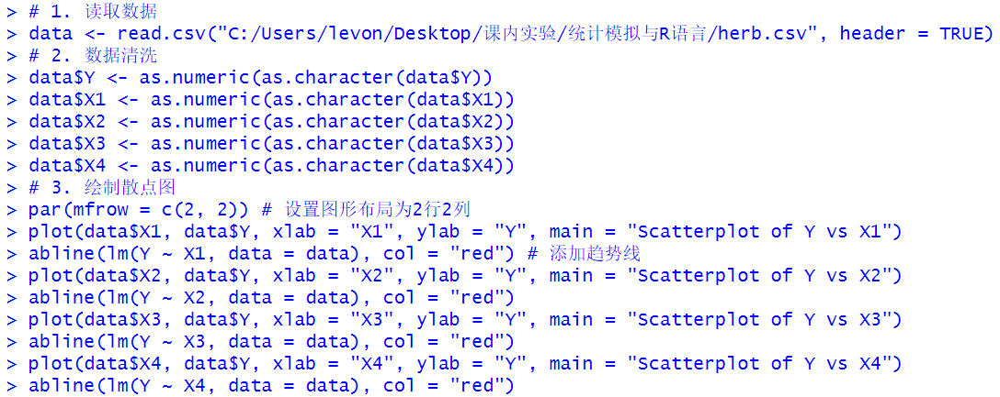 > # 1. 读取数据
> data <- read.csv("C:/Users/levon/Desktop/课内实验/统计模拟与R语言/herb.csv", header = TRUE)
> # 2. 数据清洗
> data$Y <- as.numeric(as.character(data$Y))
> data$X1 <- as.numeric(as.character(data$X1))
> data$X2 <- as.numeric(as.character(data$X2))
> data$X3 <- as.numeric(as.character(data$X3))
> data$X4 <- as.numeric(as.character(data$X4))
> # 3. 绘制散点图
> par(mfrow = c(2, 2)) # 设置图形布局为2行2列
> plot(data$X1, data$Y, xlab = "X1", ylab = "Y", main = "Scatterplot of Y vs X1")
> abline(lm(Y ~ X1, data = data), col = "red") # 添加趋势线
> plot(data$X2, data$Y, xlab = "X2", ylab = "Y", main = "Scatterplot of Y vs X2")
> abline(lm(Y ~ X2, data = data), col = "red")
> plot(data$X3, data$Y, xlab = "X3", ylab = "Y", main = "Scatterplot of Y vs X3")
> abline(lm(Y ~ X3, data = data), col = "red")
> plot(data$X4, data$Y, xlab = "X4", ylab = "Y", main = "Scatterplot of Y vs X4")
> abline(lm(Y ~ X4, data = data), col = "red")